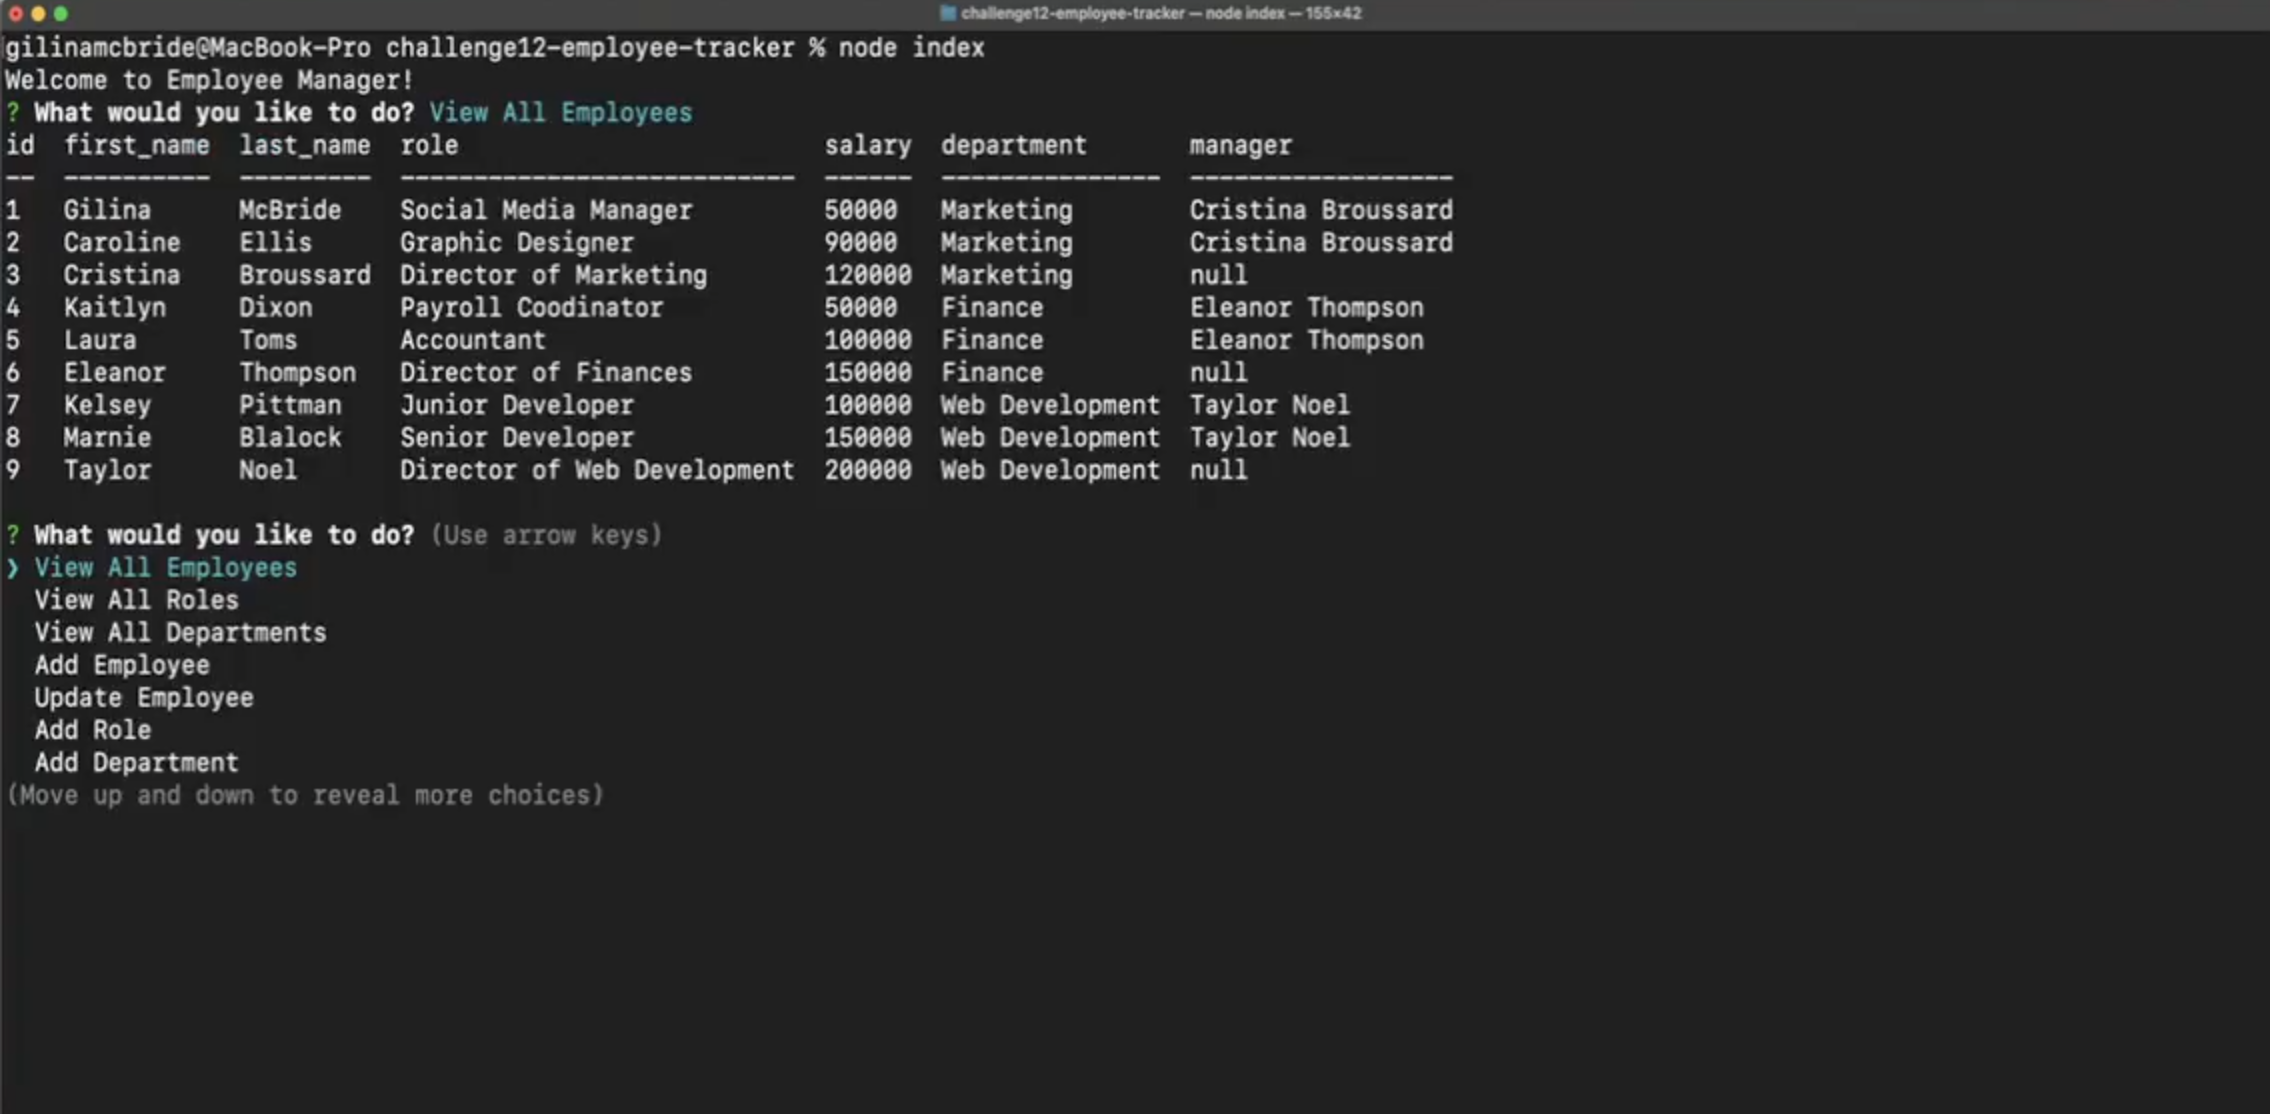 challenge12-employee-tracker — node index — 155×42
gilinamcbride@MacBook-Pro challenge12-employee-tracker % node index
Welcome to Employee Manager!
? What would you like to do? View All Employees
id  first_name  last_name  role                         salary  department       manager
--  ----------  ---------  ---------------------------  ------  ---------------  ------------------
1   Gilina      McBride    Social Media Manager         50000   Marketing        Cristina Broussard
2   Caroline    Ellis      Graphic Designer             90000   Marketing        Cristina Broussard
3   Cristina    Broussard  Director of Marketing        120000  Marketing        null
4   Kaitlyn     Dixon      Payroll Coodinator           50000   Finance          Eleanor Thompson
5   Laura       Toms       Accountant                   100000  Finance          Eleanor Thompson
6   Eleanor     Thompson   Director of Finances         150000  Finance          null
7   Kelsey      Pittman    Junior Developer             100000  Web Development  Taylor Noel
8   Marnie      Blalock    Senior Developer             150000  Web Development  Taylor Noel
9   Taylor      Noel       Director of Web Development  200000  Web Development  null
? What would you like to do? (Use arrow keys)
❯ View All Employees
  View All Roles
  View All Departments
  Add Employee
  Update Employee
  Add Role
  Add Department
(Move up and down to reveal more choices)